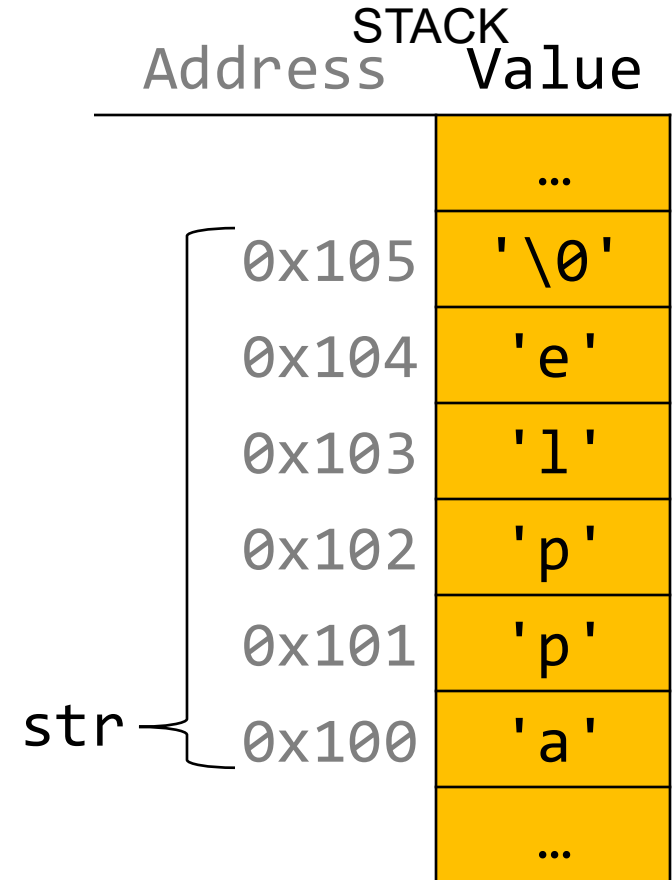 STACK
Address Value
…
0x105 '\0'
0x104 'e'
0x103 'l'
0x102 'p'
0x101 'p'
str 0x100 'a'
…